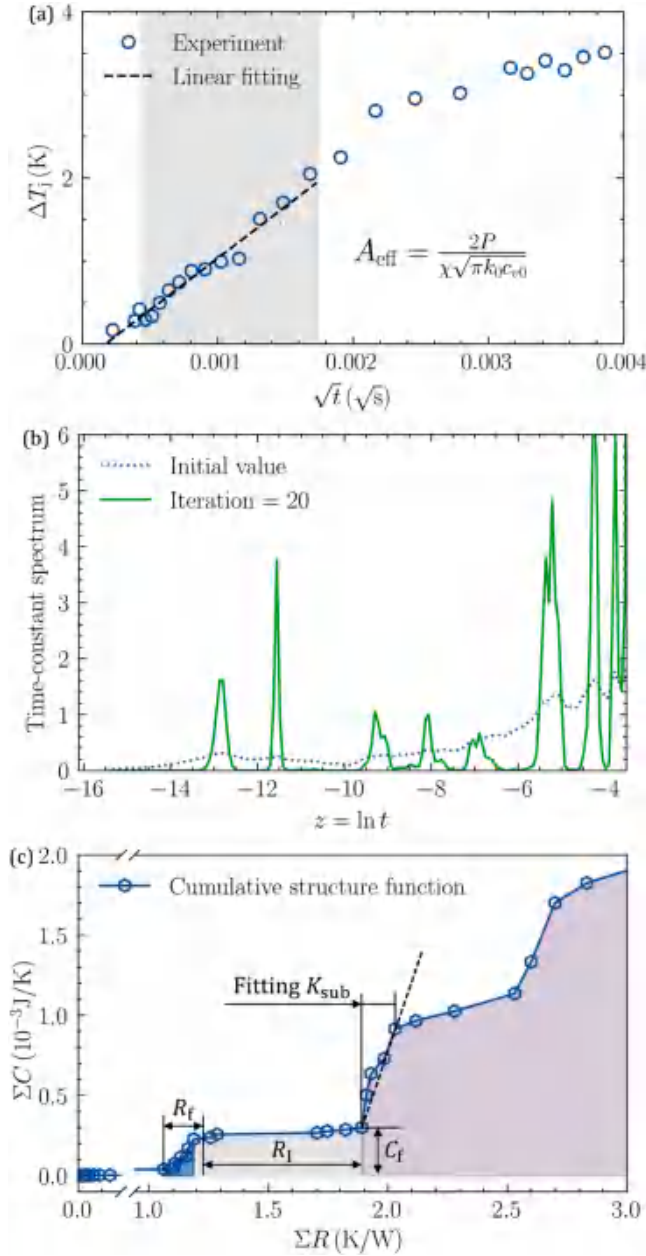 (a)
Experiment
Linear fitting
ΔT_j (K)
4
2
0
A_eff = 2P / χ√(πk_0c_v0)
0.000 0.001 0.002 0.003 0.004
√t (√s)
(b)
Initial value
Iteration = 20
Time-constant spectrum
6
5
4
3
2
1
0
−16 −14 −12 −10 −8 −6 −4
z = ln t
(c)
Cumulative structure function
ΣC (10⁻³J/K)
2.0
1.5
1.0
0.5
0.0
Fitting K_sub
R_f
R_I
C_f
0.0 1.0 1.5 2.0 2.5 3.0
ΣR (K/W)